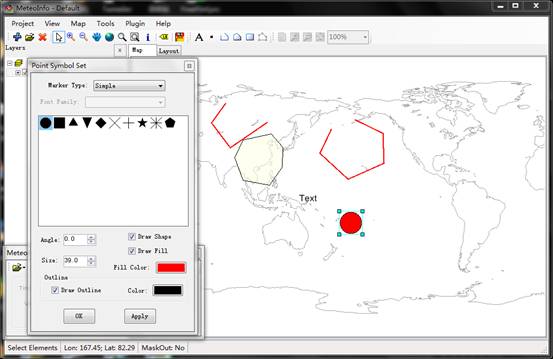 MeteoInfo - Default
Project View Map Tools Plugin Help
A 100%
Layers Map Layout
Point Symbol Set
Marker Type: Simple
Font Family:
Text
Angle: 0.0 Draw Shape
Draw Fill
Size: 39.0
Fill Color:
Outline
Draw Outline Color:
OK Apply
Select Elements Lon: 167.45; Lat: 82.29 MaskOut: No